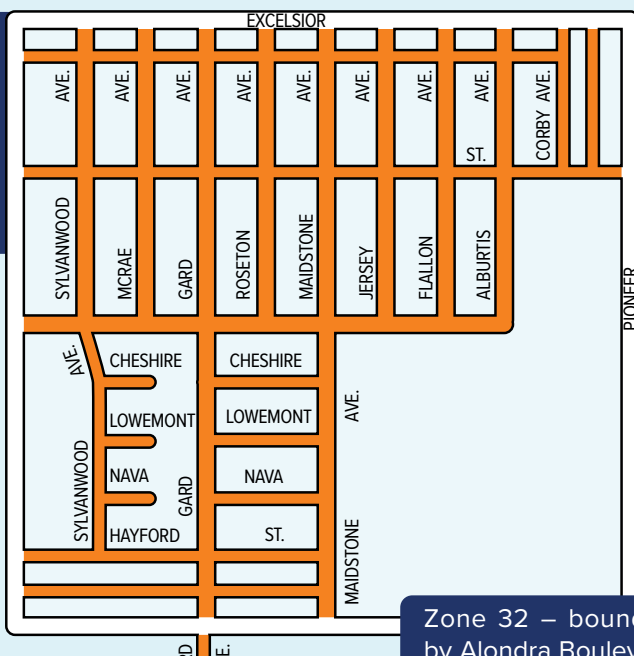 EXCELSIOR
AVE.
AVE.
AVE.
AVE.
AVE.
AVE.
AVE.
AVE.
CORBY AVE.
ST.
SYLVANWOOD
MCRAE
GARD
ROSETON
MAIDSTONE
JERSEY
FLALLON
ALBURTIS
PIONEER
AVE.
CHESHIRE
CHESHIRE
AVE.
LOWEMONT
LOWEMONT
SYLVANWOOD
NAVA
GARD
NAVA
HAYFORD
ST.
MAIDSTONE
Zone 32 – boun
by Alondra Boulev
RD
E.